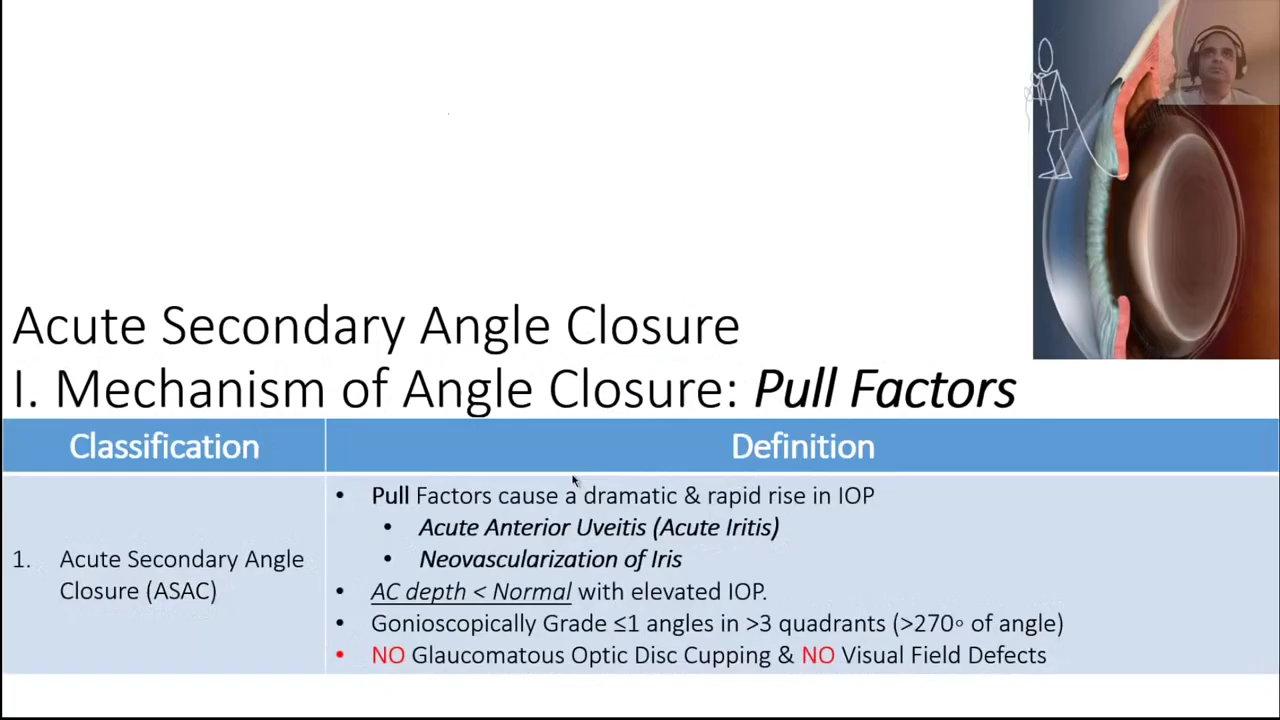 Acute Secondary Angle Closure
I. Mechanism of Angle Closure: Pull Factors
Classification
Definition
1. Acute Secondary Angle
Closure (ASAC)
• Pull Factors cause a dramatic & rapid rise in IOP
• Acute Anterior Uveitis (Acute Iritis)
• Neovascularization of Iris
• AC depth < Normal with elevated IOP.
• Gonioscopically Grade ≤1 angles in >3 quadrants (>270◦ of angle)
• NO Glaucomatous Optic Disc Cupping & NO Visual Field Defects